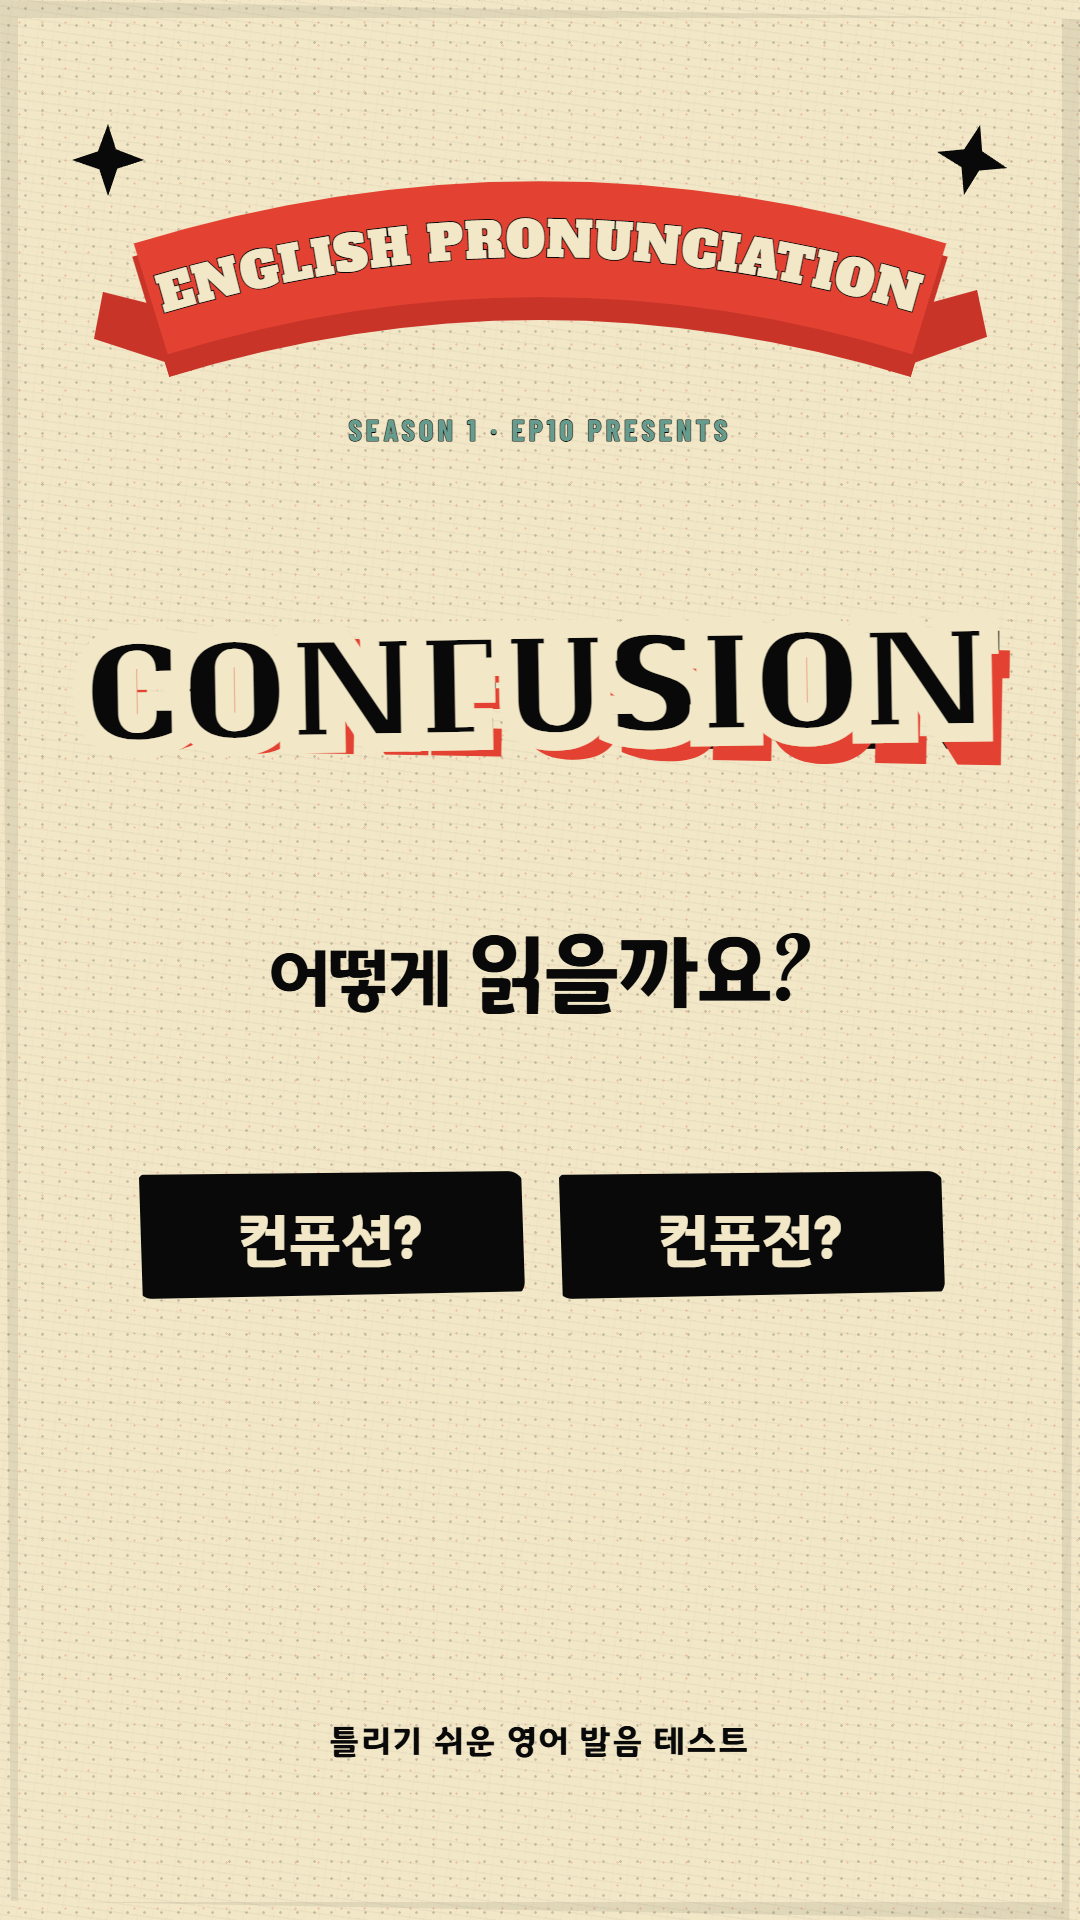 ENGLISH PRONUNCIATION
SEASON 1 · EP10 PRESENTS
CONFUSION
어떻게 읽을까요?
컨퓨션?
컨퓨전?
틀리기 쉬운 영어 발음 테스트